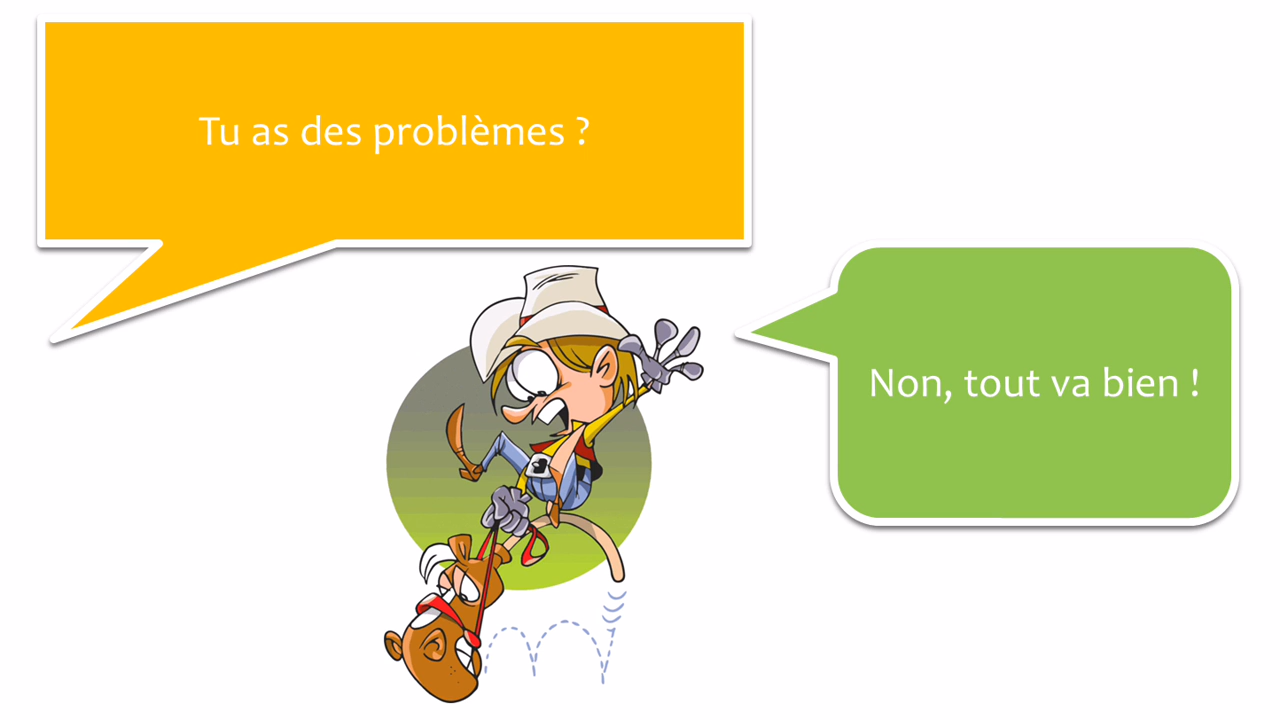 Tu as des problèmes ?
Non, tout va bien !